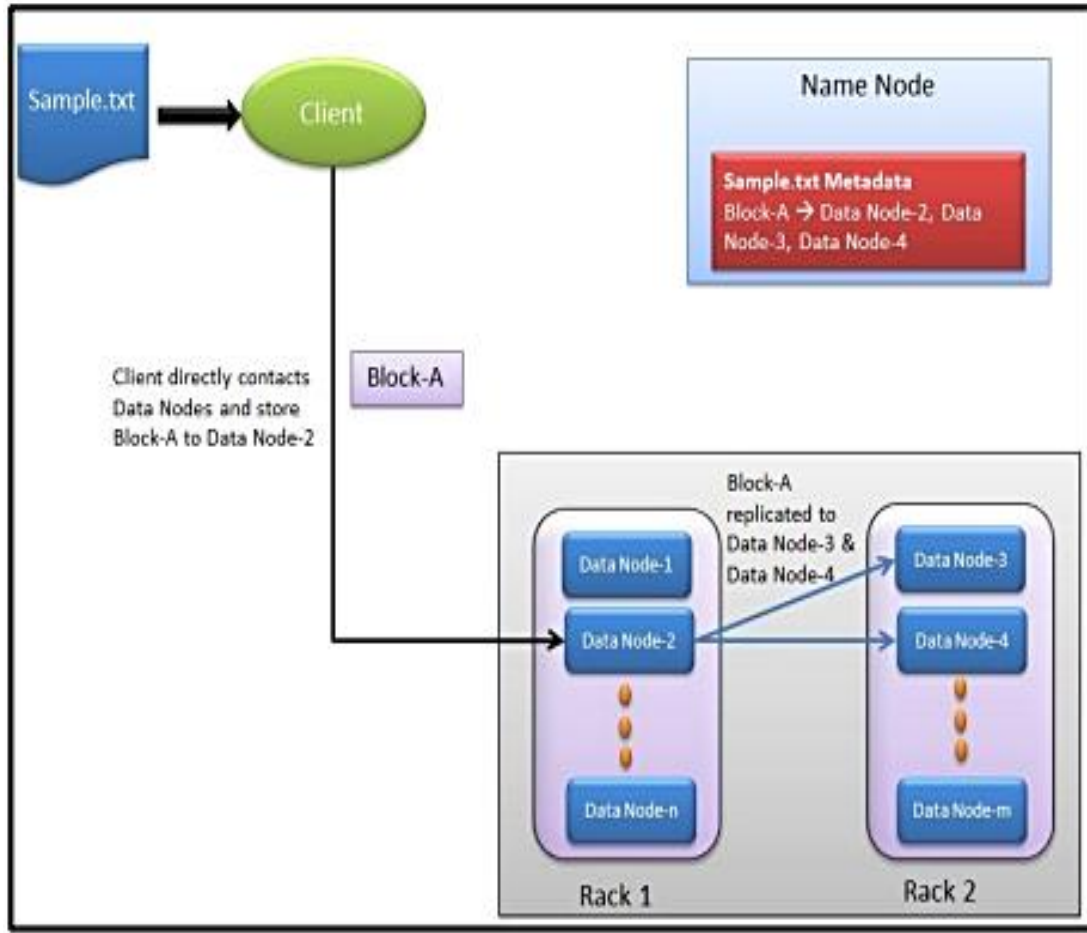 Sample.txt
Client
Name Node
Sample.txt Metadata
Block-A → Data Node-2, Data
Node-3, Data Node-4
Client directly contacts
Data Nodes and store
Block-A to Data Node-2
Block-A
Block-A
replicated to
Data Node-3 &
Data Node-4
Data Node-1
Data Node-2
Data Node-n
Rack 1
Data Node-3
Data Node-4
Data Node-m
Rack 2